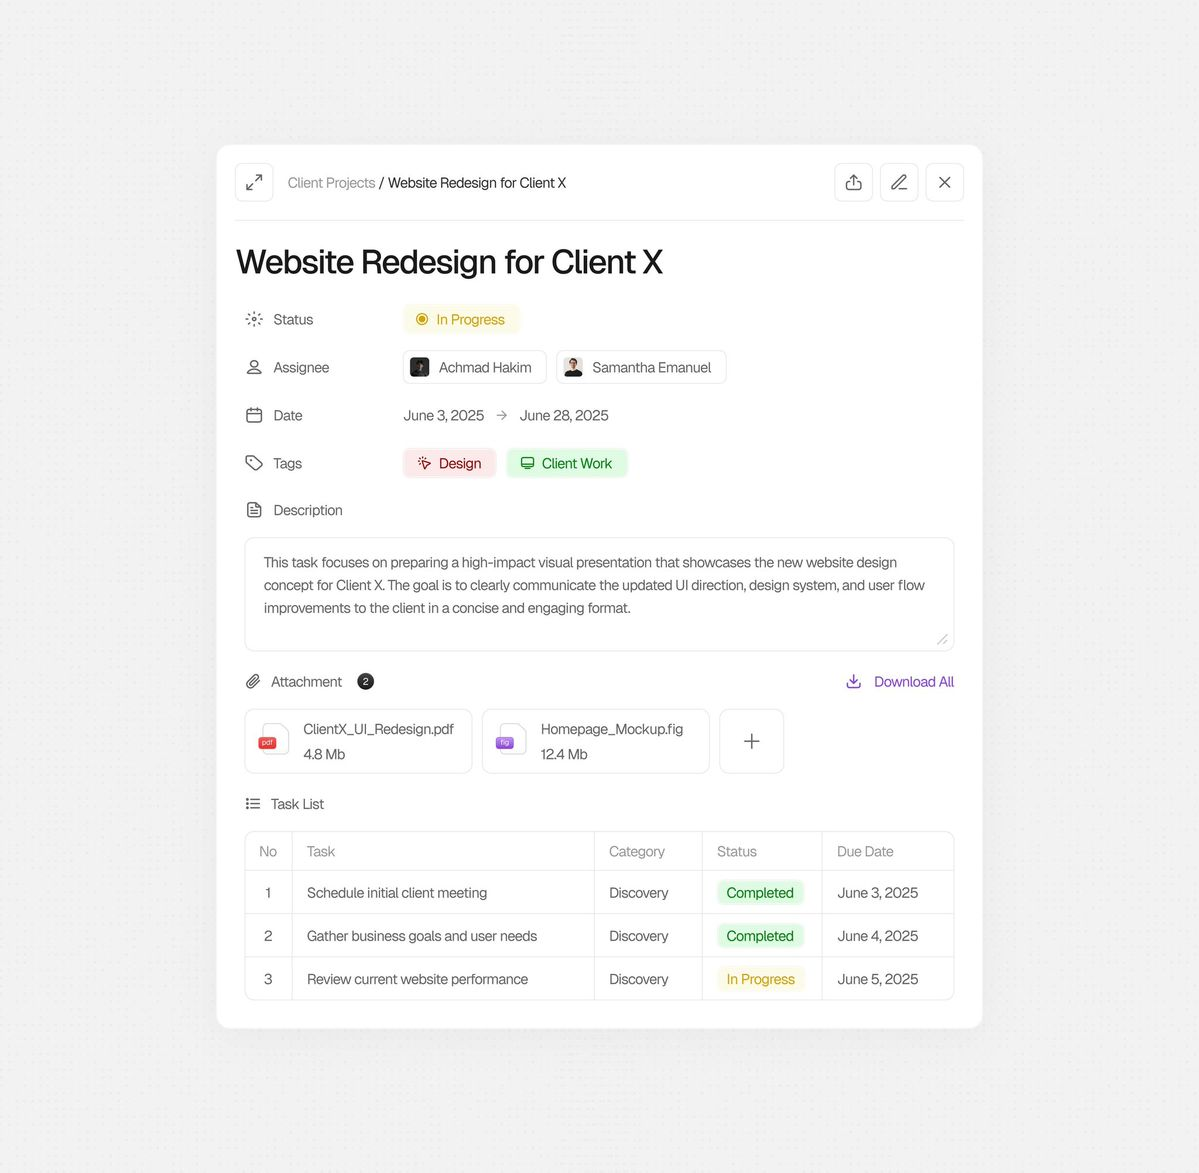 Client Projects / Website Redesign for Client X
Website Redesign for Client X
Status
In Progress
Assignee
Achmad Hakim
Samantha Emanuel
Date
June 3, 2025 → June 28, 2025
Tags
Design
Client Work
Description
This task focuses on preparing a high-impact visual presentation that showcases the new website design
concept for Client X. The goal is to clearly communicate the updated UI direction, design system, and user flow
improvements to the client in a concise and engaging format.
Attachment 2
Download All
pdf
ClientX_UI_Redesign.pdf
4.8 Mb
fig
Homepage_Mockup.fig
12.4 Mb
Task List
No Task Category Status Due Date
1 Schedule initial client meeting Discovery Completed June 3, 2025
2 Gather business goals and user needs Discovery Completed June 4, 2025
3 Review current website performance Discovery In Progress June 5, 2025